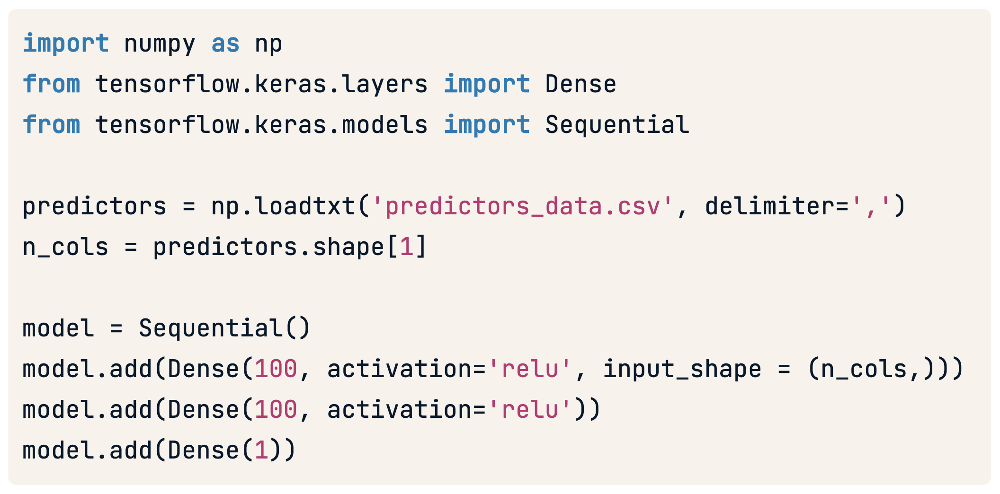 import numpy as np
from tensorflow.keras.layers import Dense
from tensorflow.keras.models import Sequential
predictors = np.loadtxt('predictors_data.csv', delimiter=',')
n_cols = predictors.shape[1]
model = Sequential()
model.add(Dense(100, activation='relu', input_shape = (n_cols,)))
model.add(Dense(100, activation='relu'))
model.add(Dense(1))